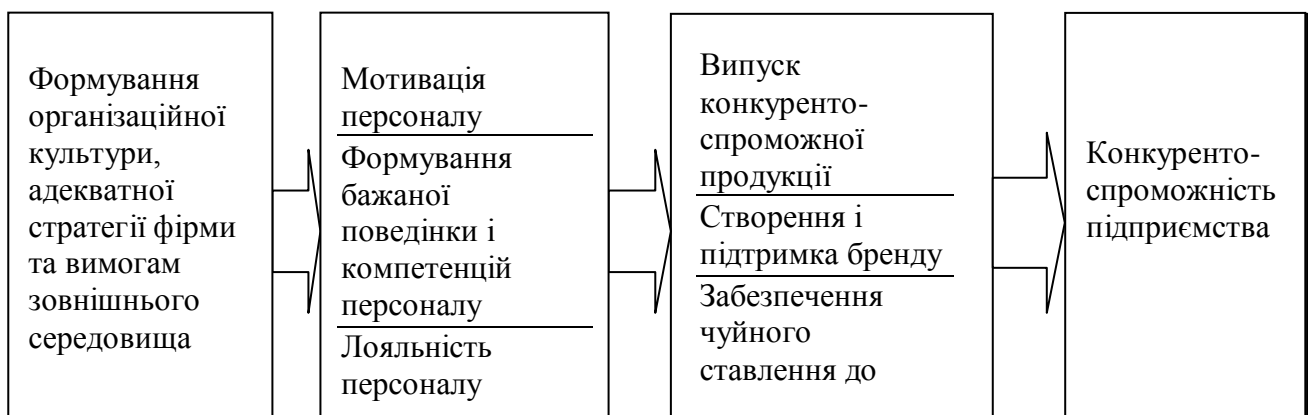 Формування
організаційної
культури,
адекватної
стратегії фірми
та вимогам
зовнішнього
середовища
Мотивація
персоналу
Формування
бажаної
поведінки і
компетенцій
персоналу
Лояльність
персоналу
Випуск
конкуренто-
спроможної
продукції
Створення і
підтримка бренду
Забезпечення
чуйного
ставлення до
Конкуренто-
спроможність
підприємства